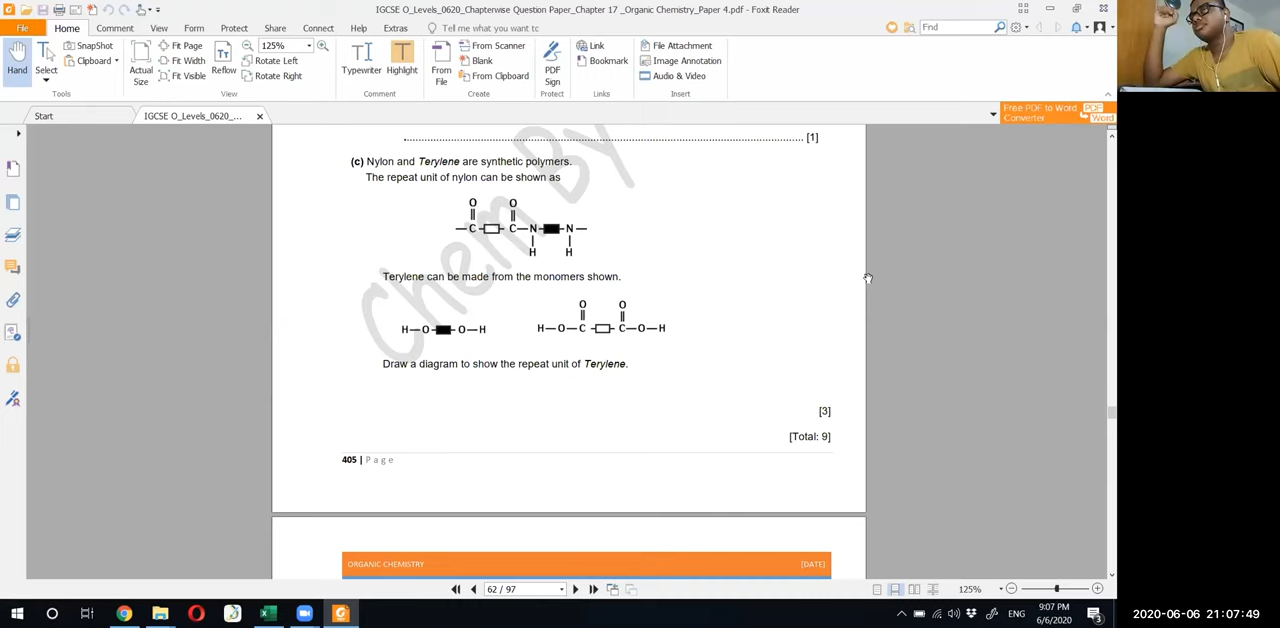 IGCSE O_Levels_0620_Chapterwise Question Paper_Chapter 17 _Organic Chemistry_Paper 4.pdf - Foxit Reader
File Home Comment View Form Protect Share Connect Help Extras Tell me what you want to do... Find
Hand
Select
SnapShot
Clipboard
Tools
Actual Size
Fit Page
Fit Width
Fit Visible
Reflow
125%
Rotate Left
Rotate Right
View
Typewriter
Highlight
Comment
From File
From Scanner
Blank
From Clipboard
Create
PDF Sign
Protect
Link
Bookmark
Links
File Attachment
Image Annotation
Audio & Video
Insert
Start
IGCSE O_Levels_0620_...
Free PDF to Word Converter
PDF
Word
Chem By
[1]
(c) Nylon and Terylene are synthetic polymers.
The repeat unit of nylon can be shown as
O O
C C N N
H H
Terylene can be made from the monomers shown.
O O
H O O H H O C C O H
Draw a diagram to show the repeat unit of Terylene.
[3]
[Total: 9]
405 | P a g e
ORGANIC CHEMISTRY [DATE]
62 / 97
125%
ENG
9:07 PM
6/6/2020
3
2020-06-06 21:07:49